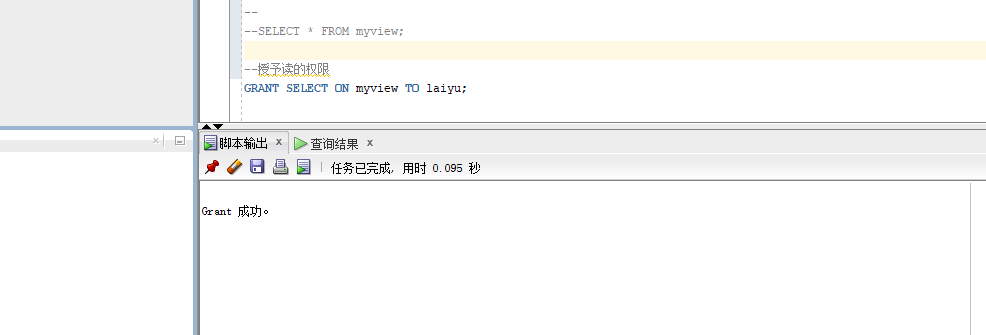 --
--SELECT * FROM myview;
--授予读的权限
GRANT SELECT ON myview TO laiyu;
脚本输出 x 查询结果 x
任务已完成, 用时 0.095 秒
Grant 成功。